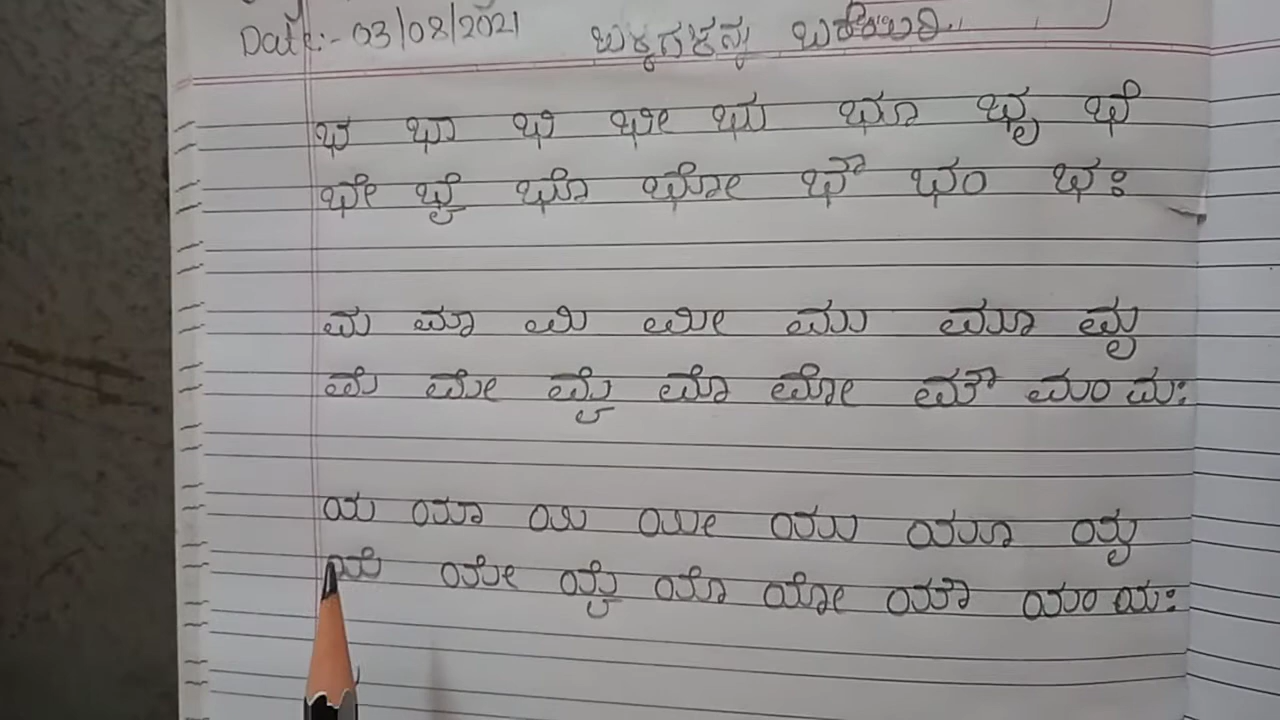 Date:- 03/08/2021
ಭ ಭಾ ಭಿ ಭೀ ಭು ಭೂ ಭೃ ಭೆ
ಭೇ ಭೈ ಭೊ ಭೋ ಭೌ ಭಂ ಭಃ
ಮ ಮಾ ಮಿ ಮೀ ಮು ಮೂ ಮೃ
ಮೆ ಮೇ ಮೈ ಮೊ ಮೋ ಮೌ ಮಂ ಮಃ
ಯ ಯಾ ಯಿ ಯೀ ಯು ಯೂ ಯೃ
ಯೆ ಯೇ ಯೈ ಯೊ ಯೋ ಯೌ ಯಂ ಯಃ